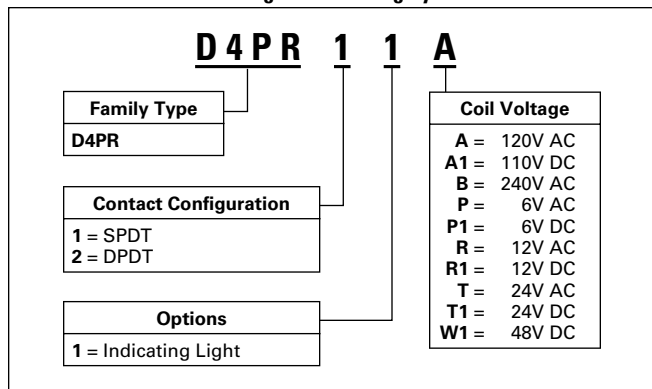 D4PR 1 1 A
Family Type
D4PR
Contact Configuration
1 = SPDT
2 = DPDT
Options
1 = Indicating Light
Coil Voltage
A = 120V AC
A1 = 110V DC
B = 240V AC
P = 6V AC
P1 = 6V DC
R = 12V AC
R1 = 12V DC
T = 24V AC
T1 = 24V DC
W1 = 48V DC